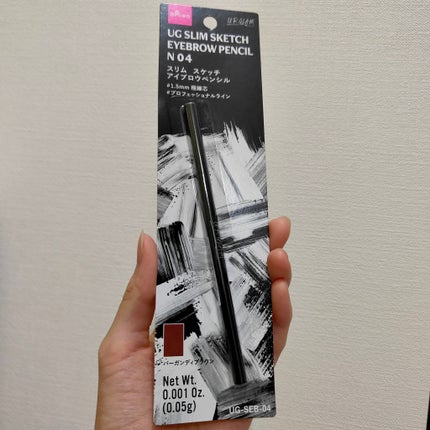 DAISO
UR GLAM
UG SLIM SKETCH
EYEBROW PENCIL
N 04
スリム スケッチ
アイブロウペンシル
#1.5mm 極細芯
#プロフェッショナルライン
バーガンディブラウン
Net Wt.
0.001 Oz.
(0.05g)
UG-SEB-04